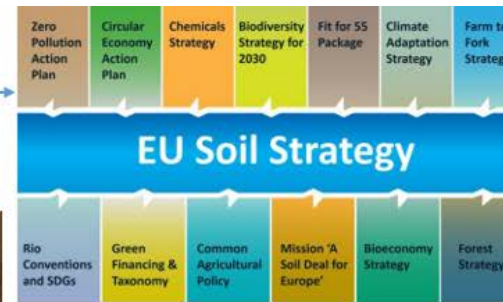 Zero
Pollution
Action
Plan
Circular
Economy
Action
Plan
Chemicals
Strategy
Biodiversity
Strategy for
2030
Fit for 55
Package
Climate
Adaptation
Strategy
Farm to
Fork
Strateg
EU Soil Strategy
Rio
Conventions
and SDGs
Green
Financing &
Taxonomy
Common
Agricultural
Policy
Mission ‘A
Soil Deal for
Europe’
Bioeconomy
Strategy
Forest
Strategy